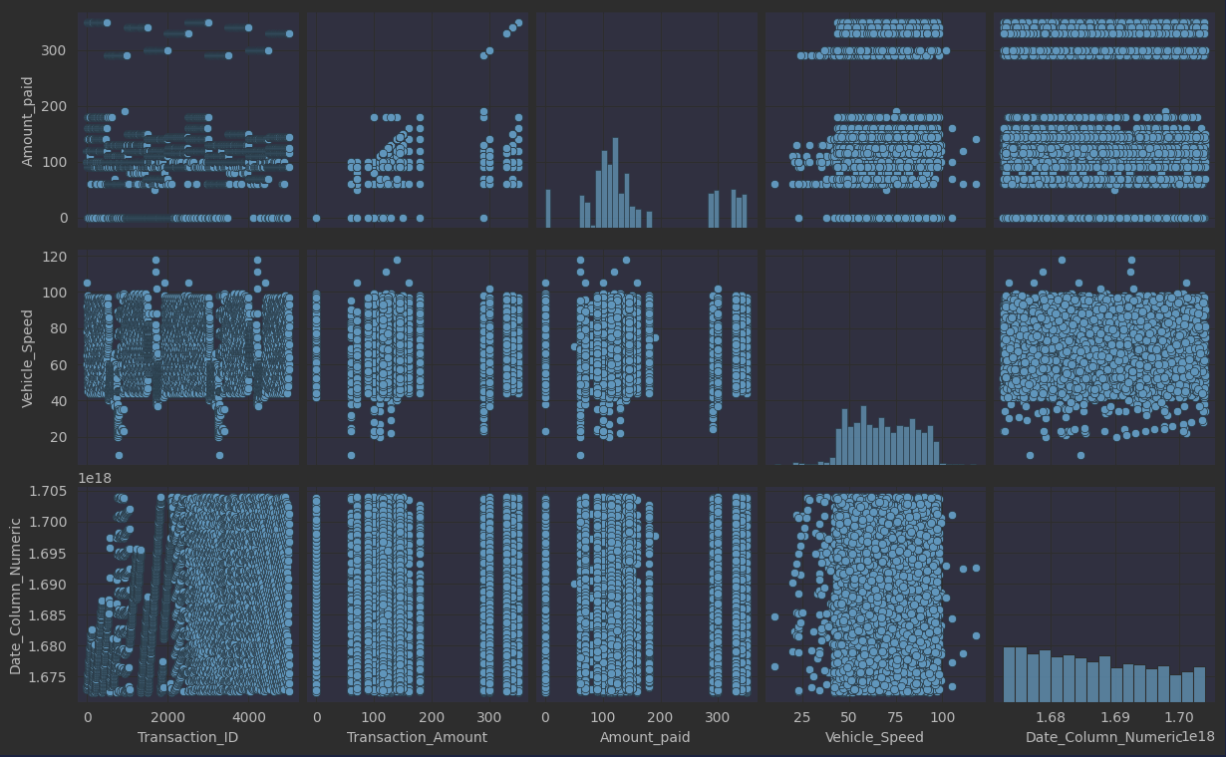 300
200
100
0
Amount_paid
120
100
80
60
40
20
Vehicle_Speed
1e18
1.705
1.700
1.695
1.690
1.685
1.680
1.675
Date_Column_Numeric
0 2000 4000
0 100 200 300
0 100 200 300
25 50 75 100
1.68 1.69 1.70
Transaction_ID
Transaction_Amount
Amount_paid
Vehicle_Speed
Date_Column_Numeric
1e18